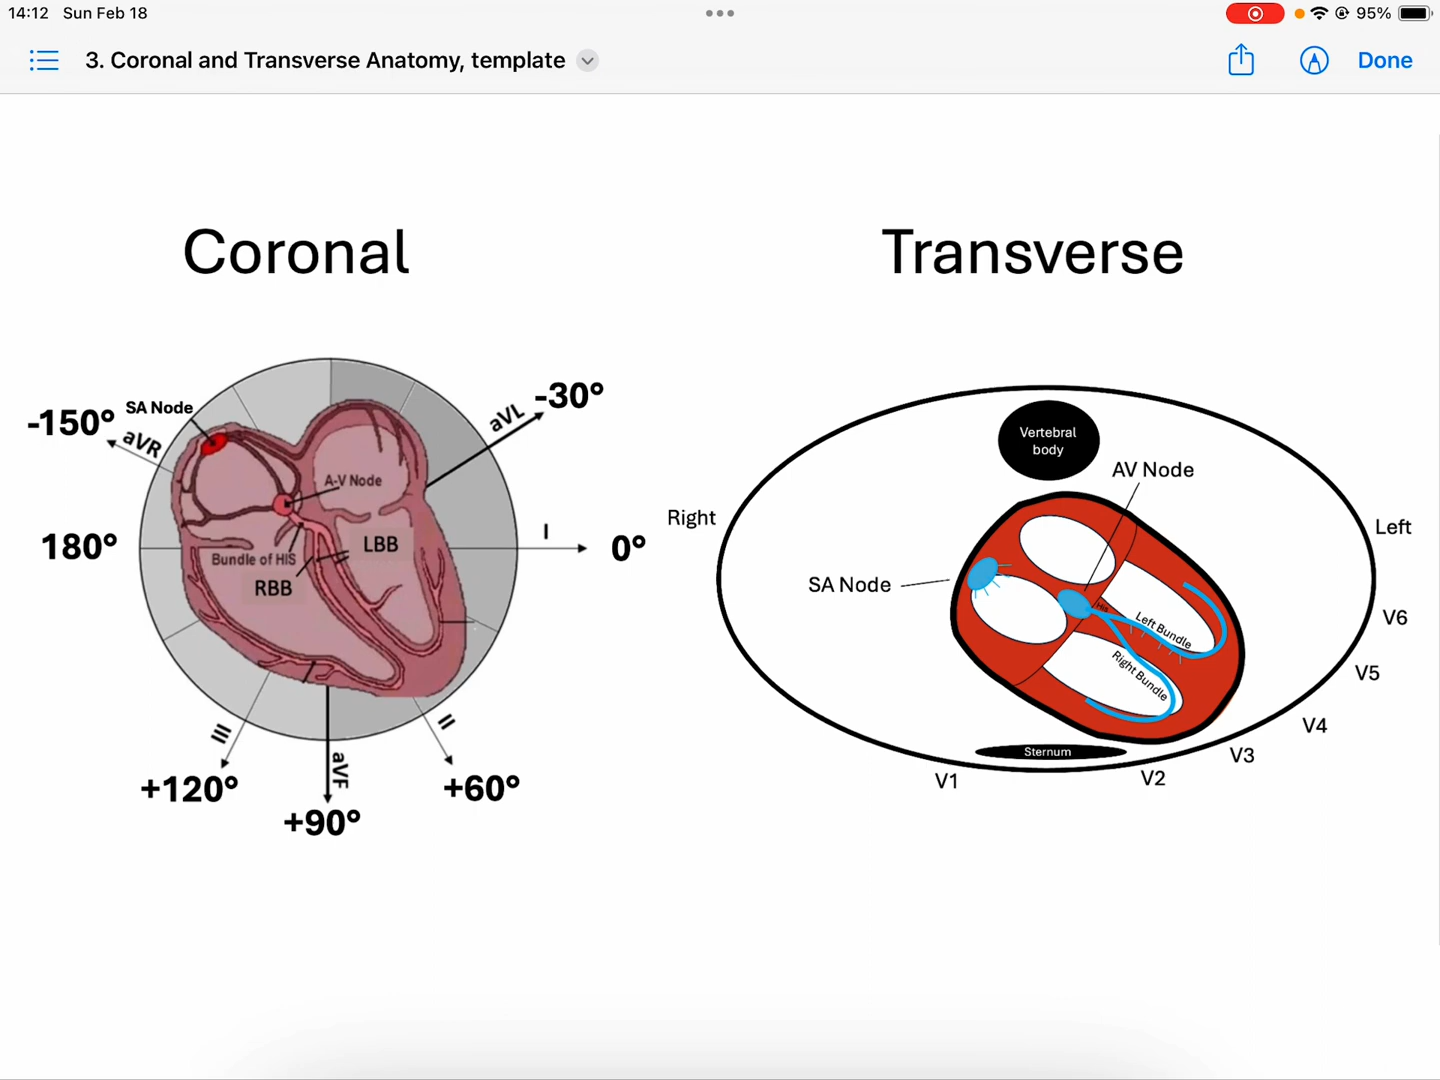 14:12 Sun Feb 18
95%
3. Coronal and Transverse Anatomy, template
Done
Coronal
Transverse
-150°
SA Node
aVR
aVL
-30°
A-V Node
180°
Bundle of HIS
LBB
RBB
I
0°
III
+120°
aVF
+90°
II
+60°
Vertebral
body
AV Node
Right
Left
SA Node
His
Left Bundle
Right Bundle
V6
V5
V4
V3
Sternum
V1
V2